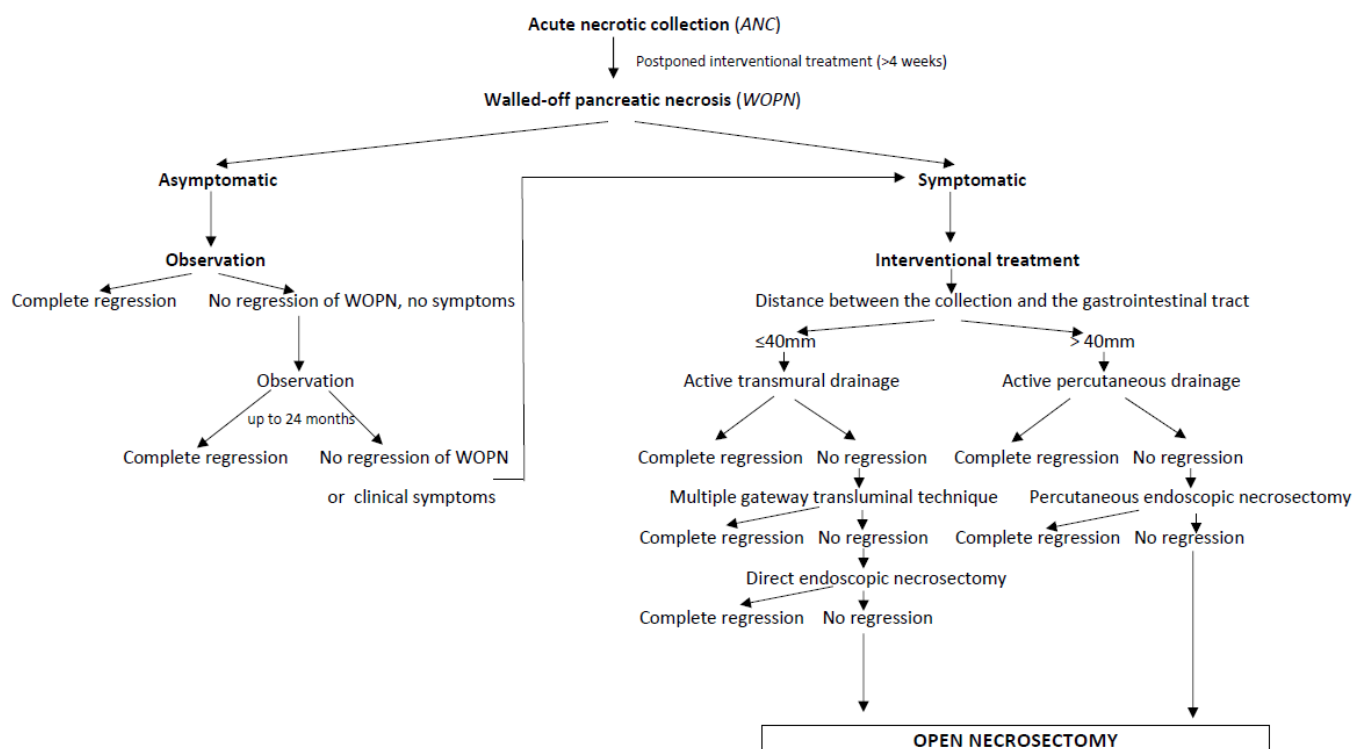 Acute necrotic collection (ANC)
Postponed interventional treatment (>4 weeks)
Walled-off pancreatic necrosis (WOPN)
Asymptomatic
Symptomatic
Observation
Interventional treatment
Complete regression
No regression of WOPN, no symptoms
Distance between the collection and the gastrointestinal tract
≤40mm
> 40mm
Observation
Active transmural drainage
Active percutaneous drainage
up to 24 months
Complete regression
No regression of WOPN
or clinical symptoms
Complete regression
No regression
Complete regression
No regression
Multiple gateway transluminal technique
Percutaneous endoscopic necrosectomy
Complete regression
No regression
Complete regression
No regression
Direct endoscopic necrosectomy
Complete regression
No regression
OPEN NECROSECTOMY